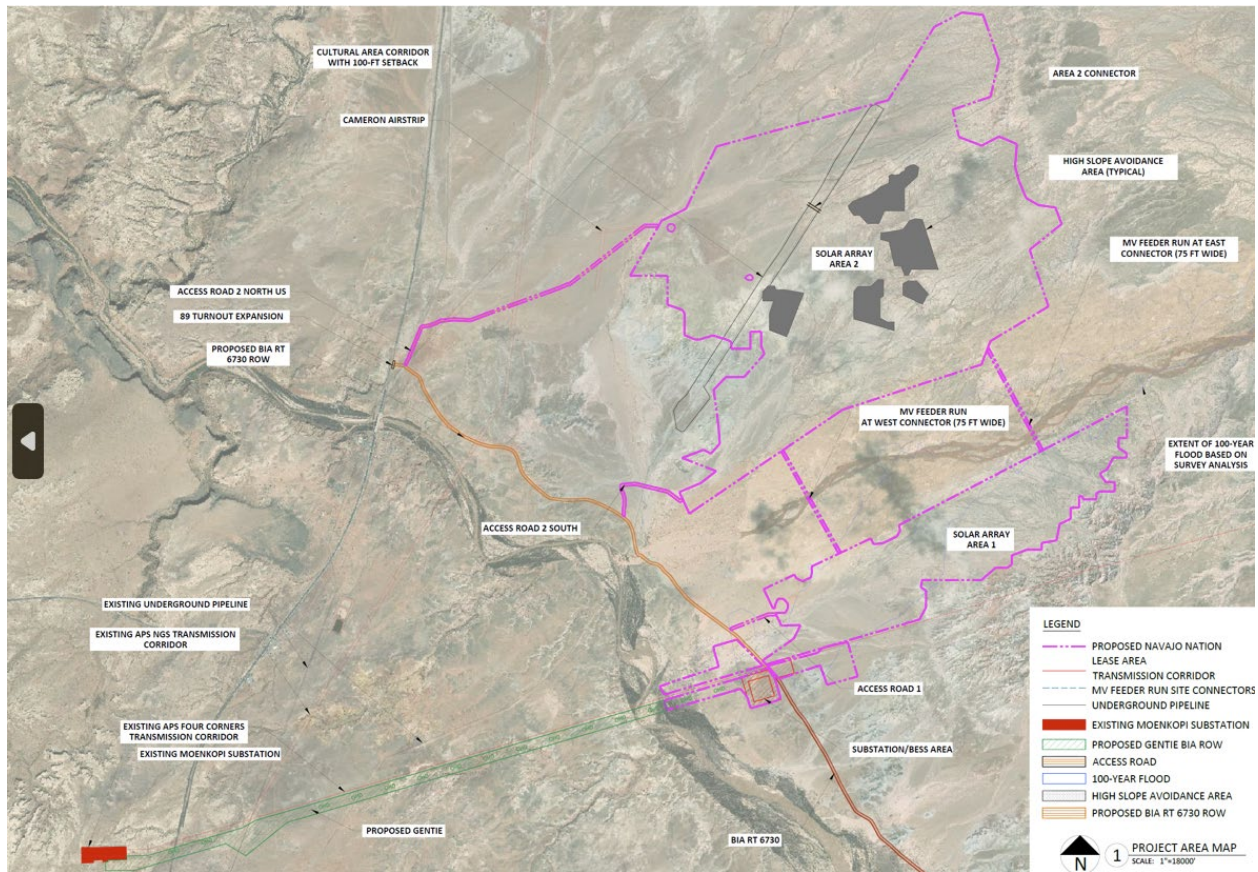 CULTURAL AREA CORRIDOR
WITH 100-FT SETBACK
AREA 2 CONNECTOR
CAMERON AIRSTRIP
HIGH SLOPE AVOIDANCE
AREA (TYPICAL)
MV FEEDER RUN AT EAST
CONNECTOR (75 FT WIDE)
SOLAR ARRAY
AREA 2
ACCESS ROAD 2 NORTH US
89 TURNOUT EXPANSION
PROPOSED BIA RT
6730 ROW
MV FEEDER RUN
AT WEST CONNECTOR (75 FT WIDE)
EXTENT OF 100-YEAR
FLOOD BASED ON
SURVEY ANALYSIS
ACCESS ROAD 2 SOUTH
SOLAR ARRAY
AREA 1
EXISTING UNDERGROUND PIPELINE
EXISTING APS NGS TRANSMISSION
CORRIDOR
ACCESS ROAD 1
EXISTING APS FOUR CORNERS
TRANSMISSION CORRIDOR
EXISTING MOENKOPI SUBSTATION
SUBSTATION/BESS AREA
PROPOSED GENTIE
BIA RT 6730
LEGEND
PROPOSED NAVAJO NATION
LEASE AREA
TRANSMISSION CORRIDOR
MV FEEDER RUN SITE CONNECTORS
UNDERGROUND PIPELINE
EXISTING MOENKOPI SUBSTATION
PROPOSED GENTIE BIA ROW
ACCESS ROAD
100-YEAR FLOOD
HIGH SLOPE AVOIDANCE AREA
PROPOSED BIA RT 6730 ROW
N
1 PROJECT AREA MAP
SCALE: 1"=18000'